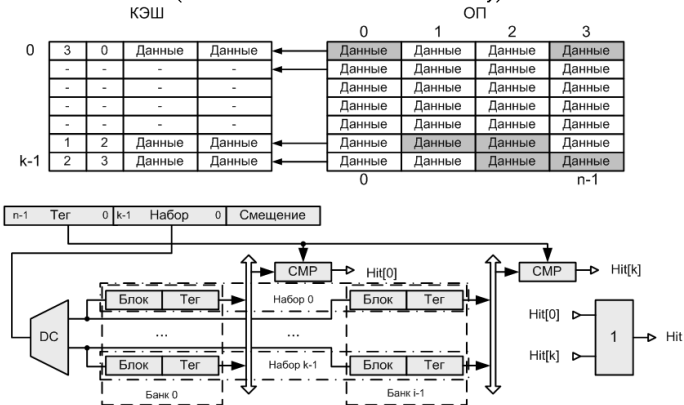 КЭШ ОП
0 1 2 3
0 3 0 Данные Данные Данные Данные Данные Данные
- - - - Данные Данные Данные Данные
- - - - Данные Данные Данные Данные
- - - - Данные Данные Данные Данные
- - - - Данные Данные Данные Данные
1 2 Данные Данные Данные Данные Данные Данные
k-1 2 3 Данные Данные Данные Данные Данные Данные
0 n-1
n-1 Тег 0 k-1 Набор 0 Смещение
CMP Hit[0] CMP Hit[k]
Блок Тег Набор 0 Блок Тег
Hit[0]
DC ... ... 1 Hit
Hit[k]
Блок Тег Набор k-1 Блок Тег
Банк 0 Банк i-1